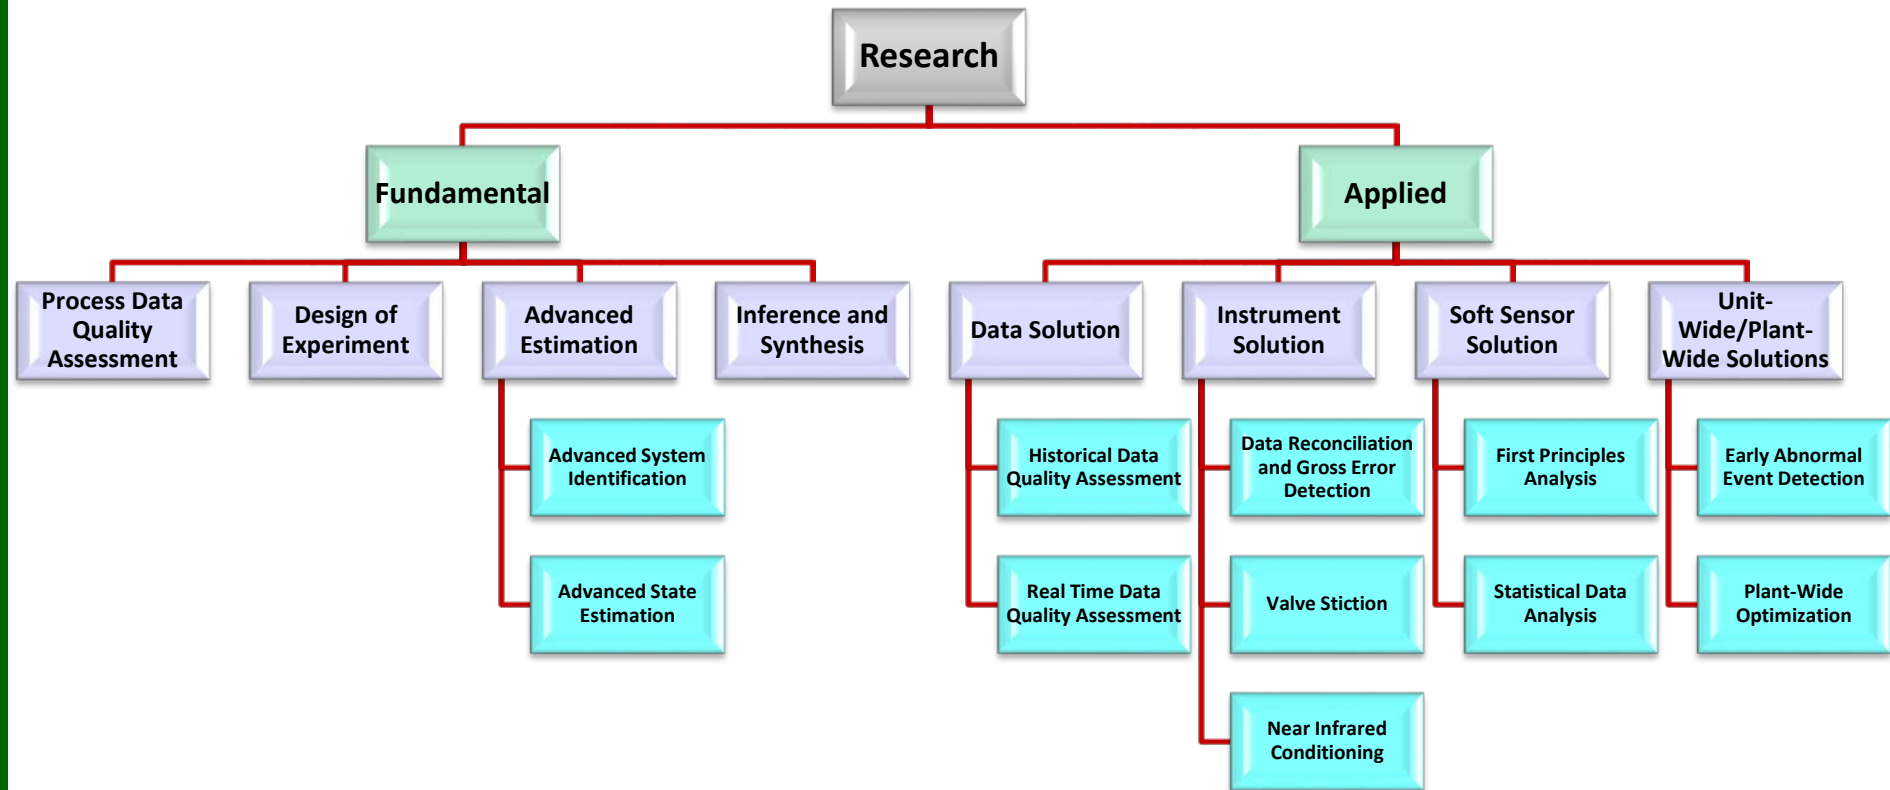 Research
Fundamental
Applied
Process Data
Quality
Assessment
Design of
Experiment
Advanced
Estimation
Inference and
Synthesis
Data Solution
Instrument
Solution
Soft Sensor
Solution
Unit-
Wide/Plant-
Wide Solutions
Advanced System
Identification
Advanced State
Estimation
Historical Data
Quality Assessment
Real Time Data
Quality Assessment
Data Reconciliation
and Gross Error
Detection
Valve Stiction
Near Infrared
Conditioning
First Principles
Analysis
Statistical Data
Analysis
Early Abnormal
Event Detection
Plant-Wide
Optimization